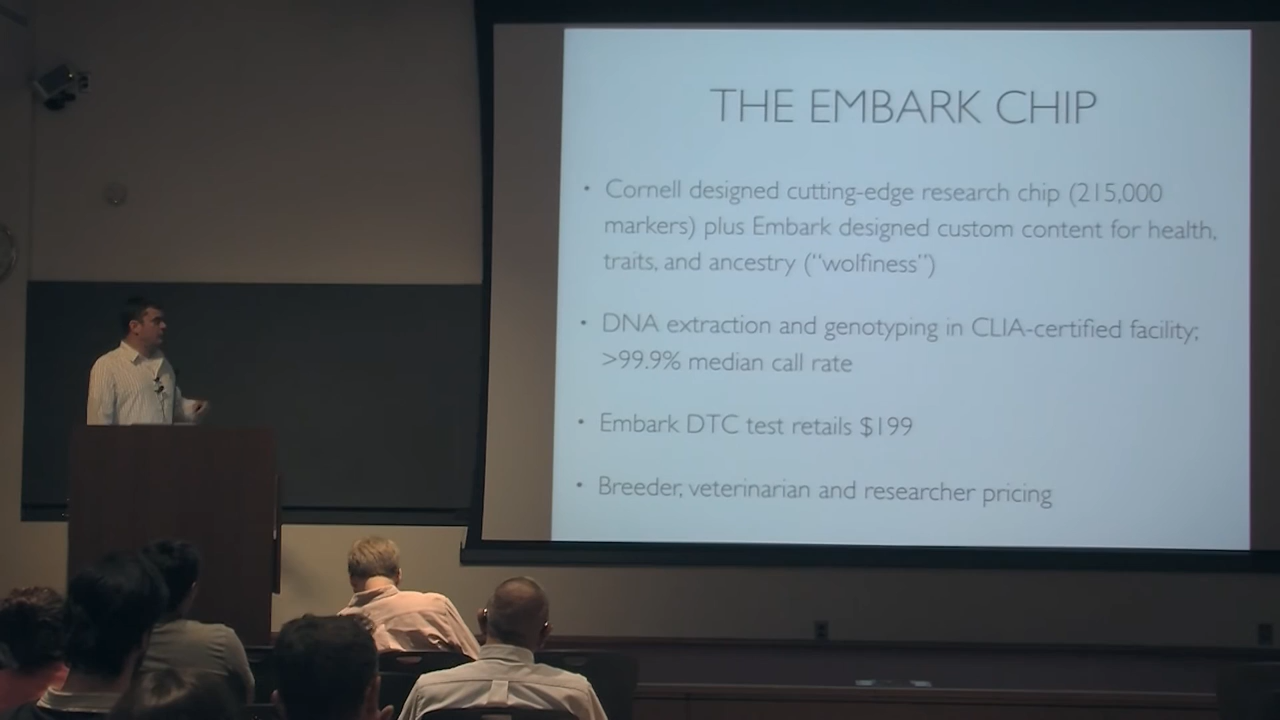 THE EMBARK CHIP
• Cornell designed cutting-edge research chip (215,000
markers) plus Embark designed custom content for health,
traits, and ancestry ("wolfiness")
• DNA extraction and genotyping in CLIA-certified facility;
>99.9% median call rate
• Embark DTC test retails $199
• Breeder, veterinarian and researcher pricing